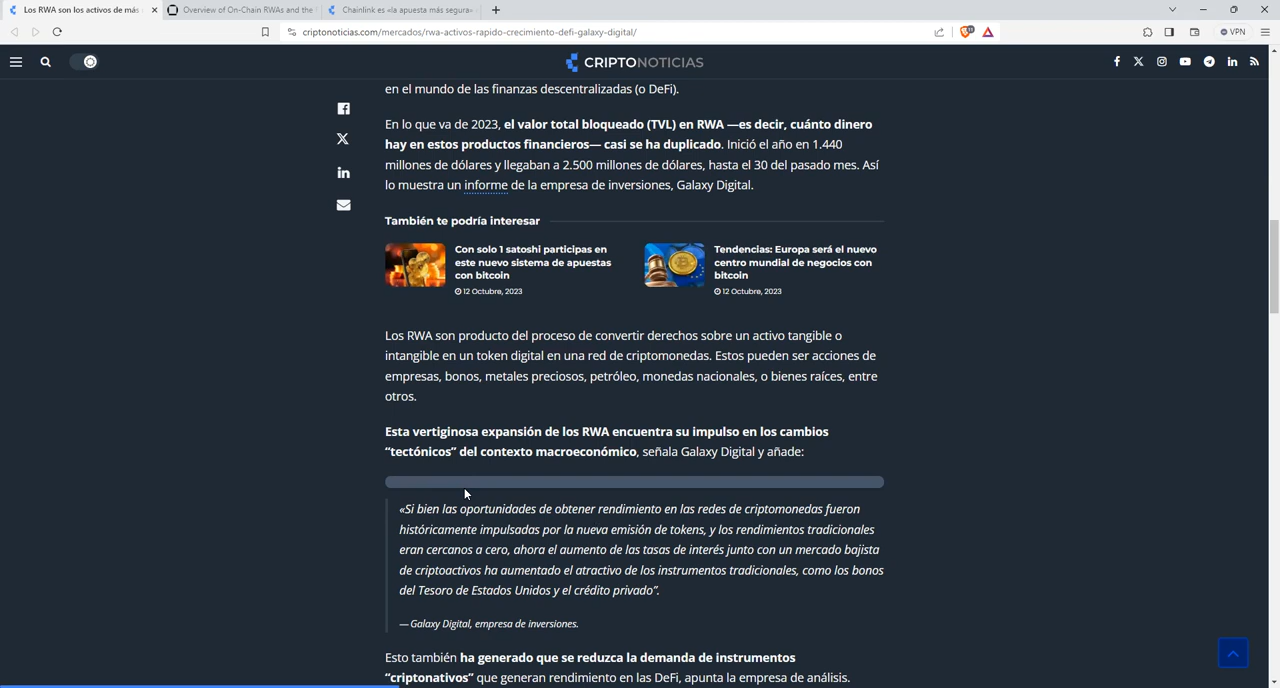 Los RWA son los activos de más
Overview of On-Chain RWAs and the
Chainlink es «la apuesta más segura»
criptonoticias.com/mercados/rwa-activos-rapido-crecimiento-defi-galaxy-digital/
VPN
CRIPTONOTICIAS
en el mundo de las finanzas descentralizadas (o DeFi).
En lo que va de 2023, el valor total bloqueado (TVL) en RWA —es decir, cuánto dinero
hay en estos productos financieros— casi se ha duplicado. Inició el año en 1.440
millones de dólares y llegaban a 2.500 millones de dólares, hasta el 30 del pasado mes. Así
lo muestra un informe de la empresa de inversiones, Galaxy Digital.
También te podría interesar
Con solo 1 satoshi participas en
este nuevo sistema de apuestas
con bitcoin
12 Octubre, 2023
Tendencias: Europa será el nuevo
centro mundial de negocios con
bitcoin
12 Octubre, 2023
Los RWA son producto del proceso de convertir derechos sobre un activo tangible o
intangible en un token digital en una red de criptomonedas. Estos pueden ser acciones de
empresas, bonos, metales preciosos, petróleo, monedas nacionales, o bienes raíces, entre
otros.
Esta vertiginosa expansión de los RWA encuentra su impulso en los cambios
“tectónicos” del contexto macroeconómico, señala Galaxy Digital y añade:
«Si bien las oportunidades de obtener rendimiento en las redes de criptomonedas fueron
históricamente impulsadas por la nueva emisión de tokens, y los rendimientos tradicionales
eran cercanos a cero, ahora el aumento de las tasas de interés junto con un mercado bajista
de criptoactivos ha aumentado el atractivo de los instrumentos tradicionales, como los bonos
del Tesoro de Estados Unidos y el crédito privado”.
— Galaxy Digital, empresa de inversiones.
Esto también ha generado que se reduzca la demanda de instrumentos
“criptonativos” que generan rendimiento en las DeFi, apunta la empresa de análisis.